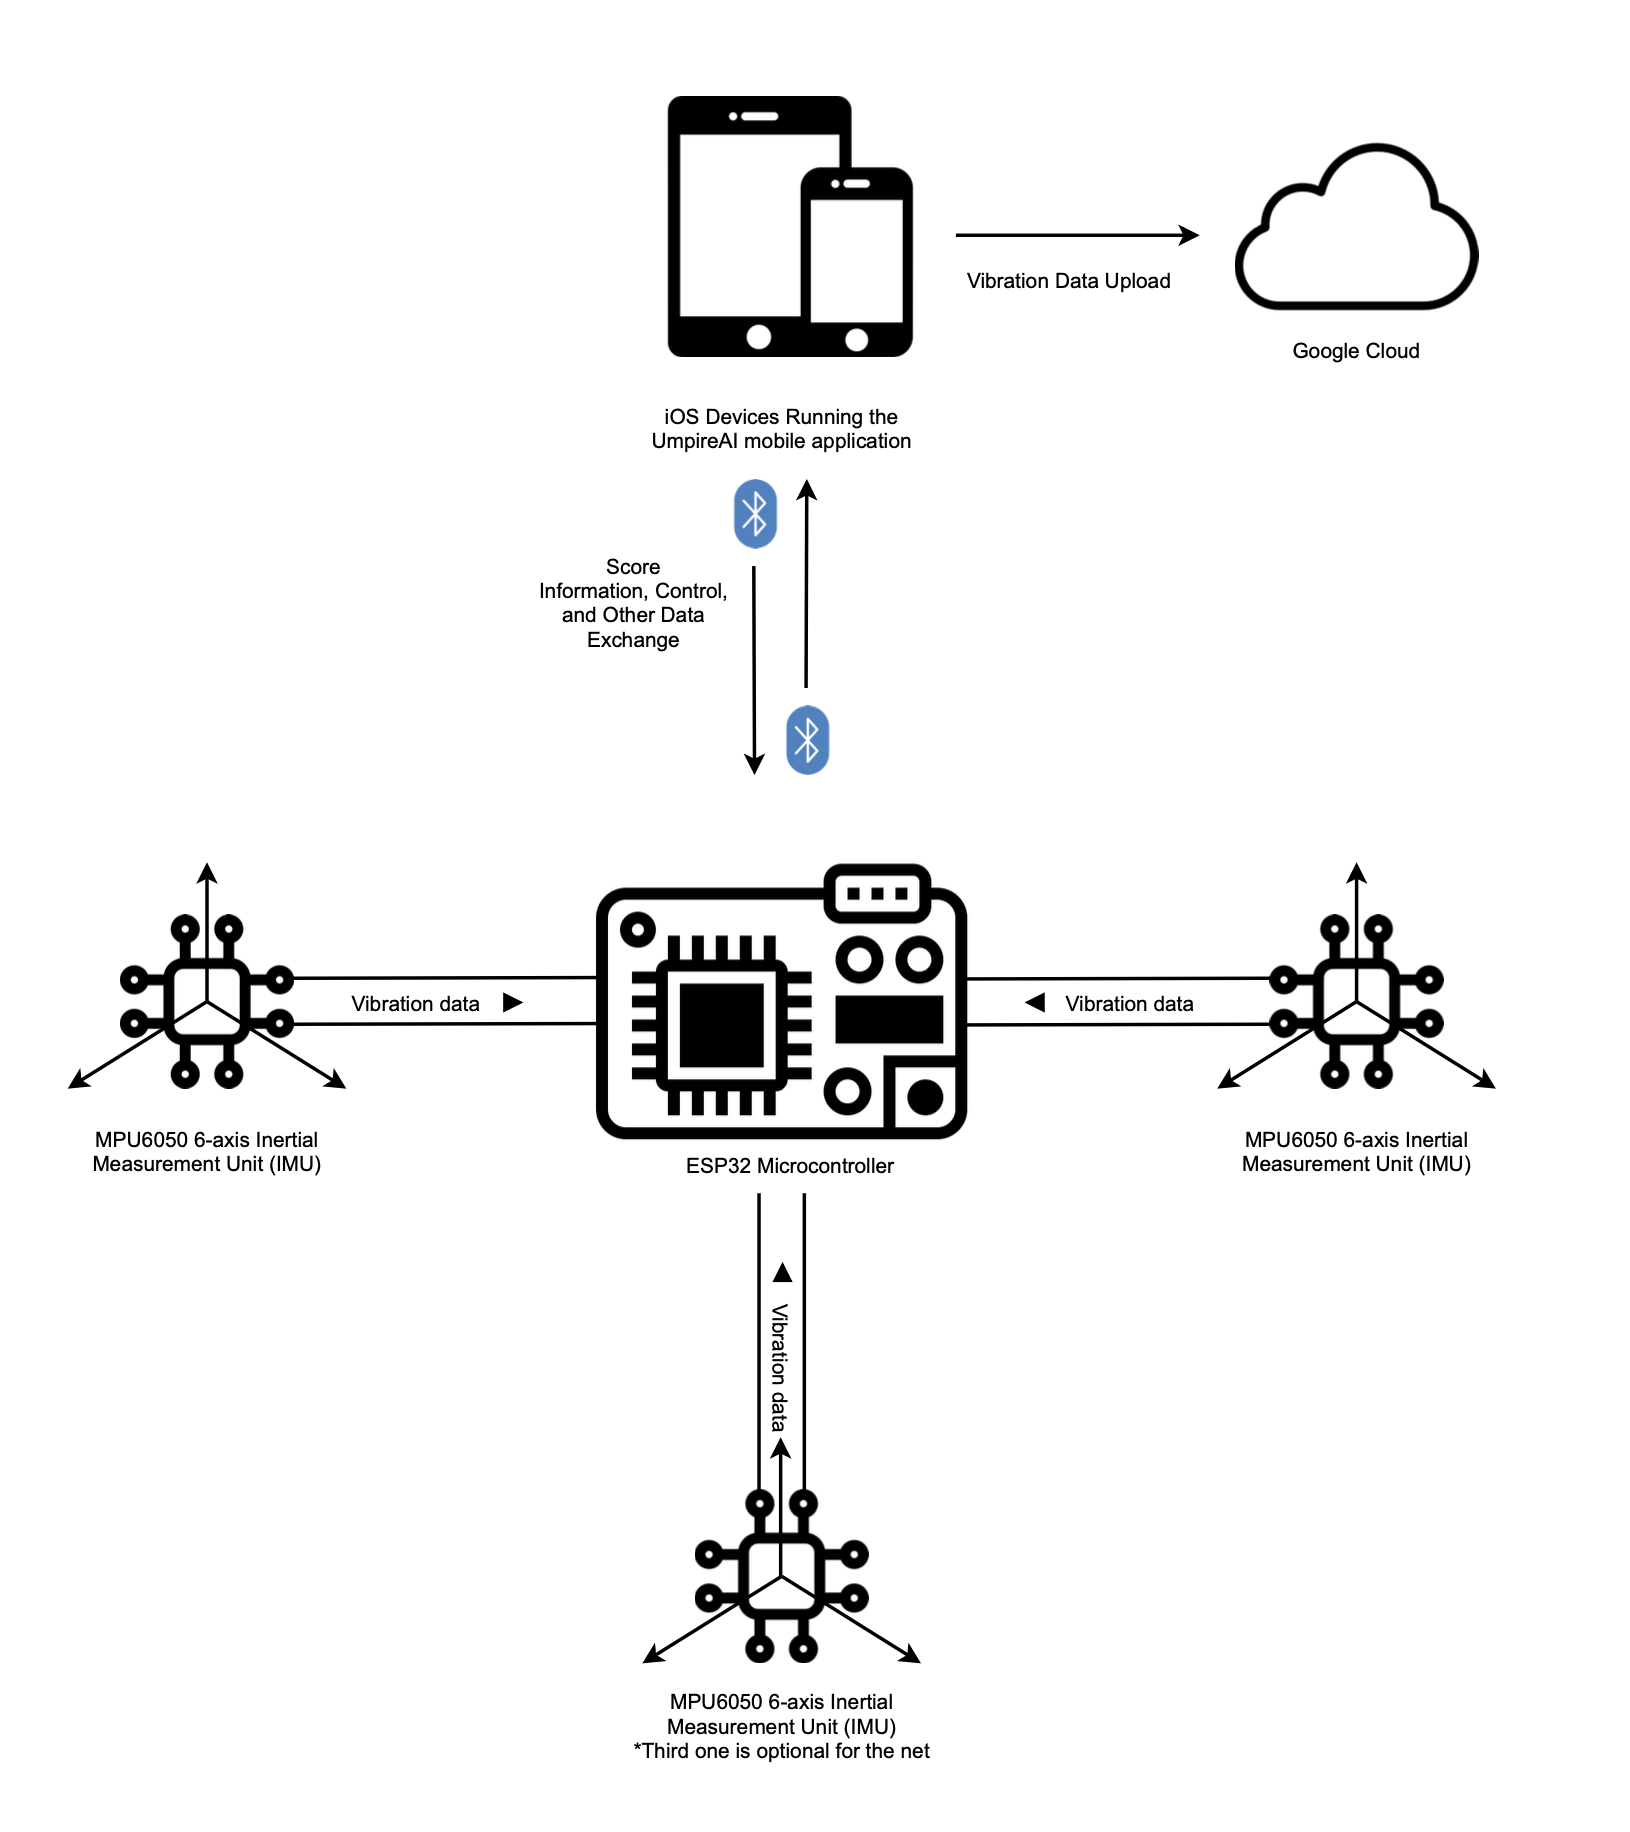 Vibration Data Upload
Google Cloud
iOS Devices Running the
UmpireAI mobile application
Score
Information, Control,
and Other Data
Exchange
Vibration data
Vibration data
MPU6050 6-axis Inertial
Measurement Unit (IMU)
ESP32 Microcontroller
MPU6050 6-axis Inertial
Measurement Unit (IMU)
Vibration data
MPU6050 6-axis Inertial
Measurement Unit (IMU)
*Third one is optional for the net